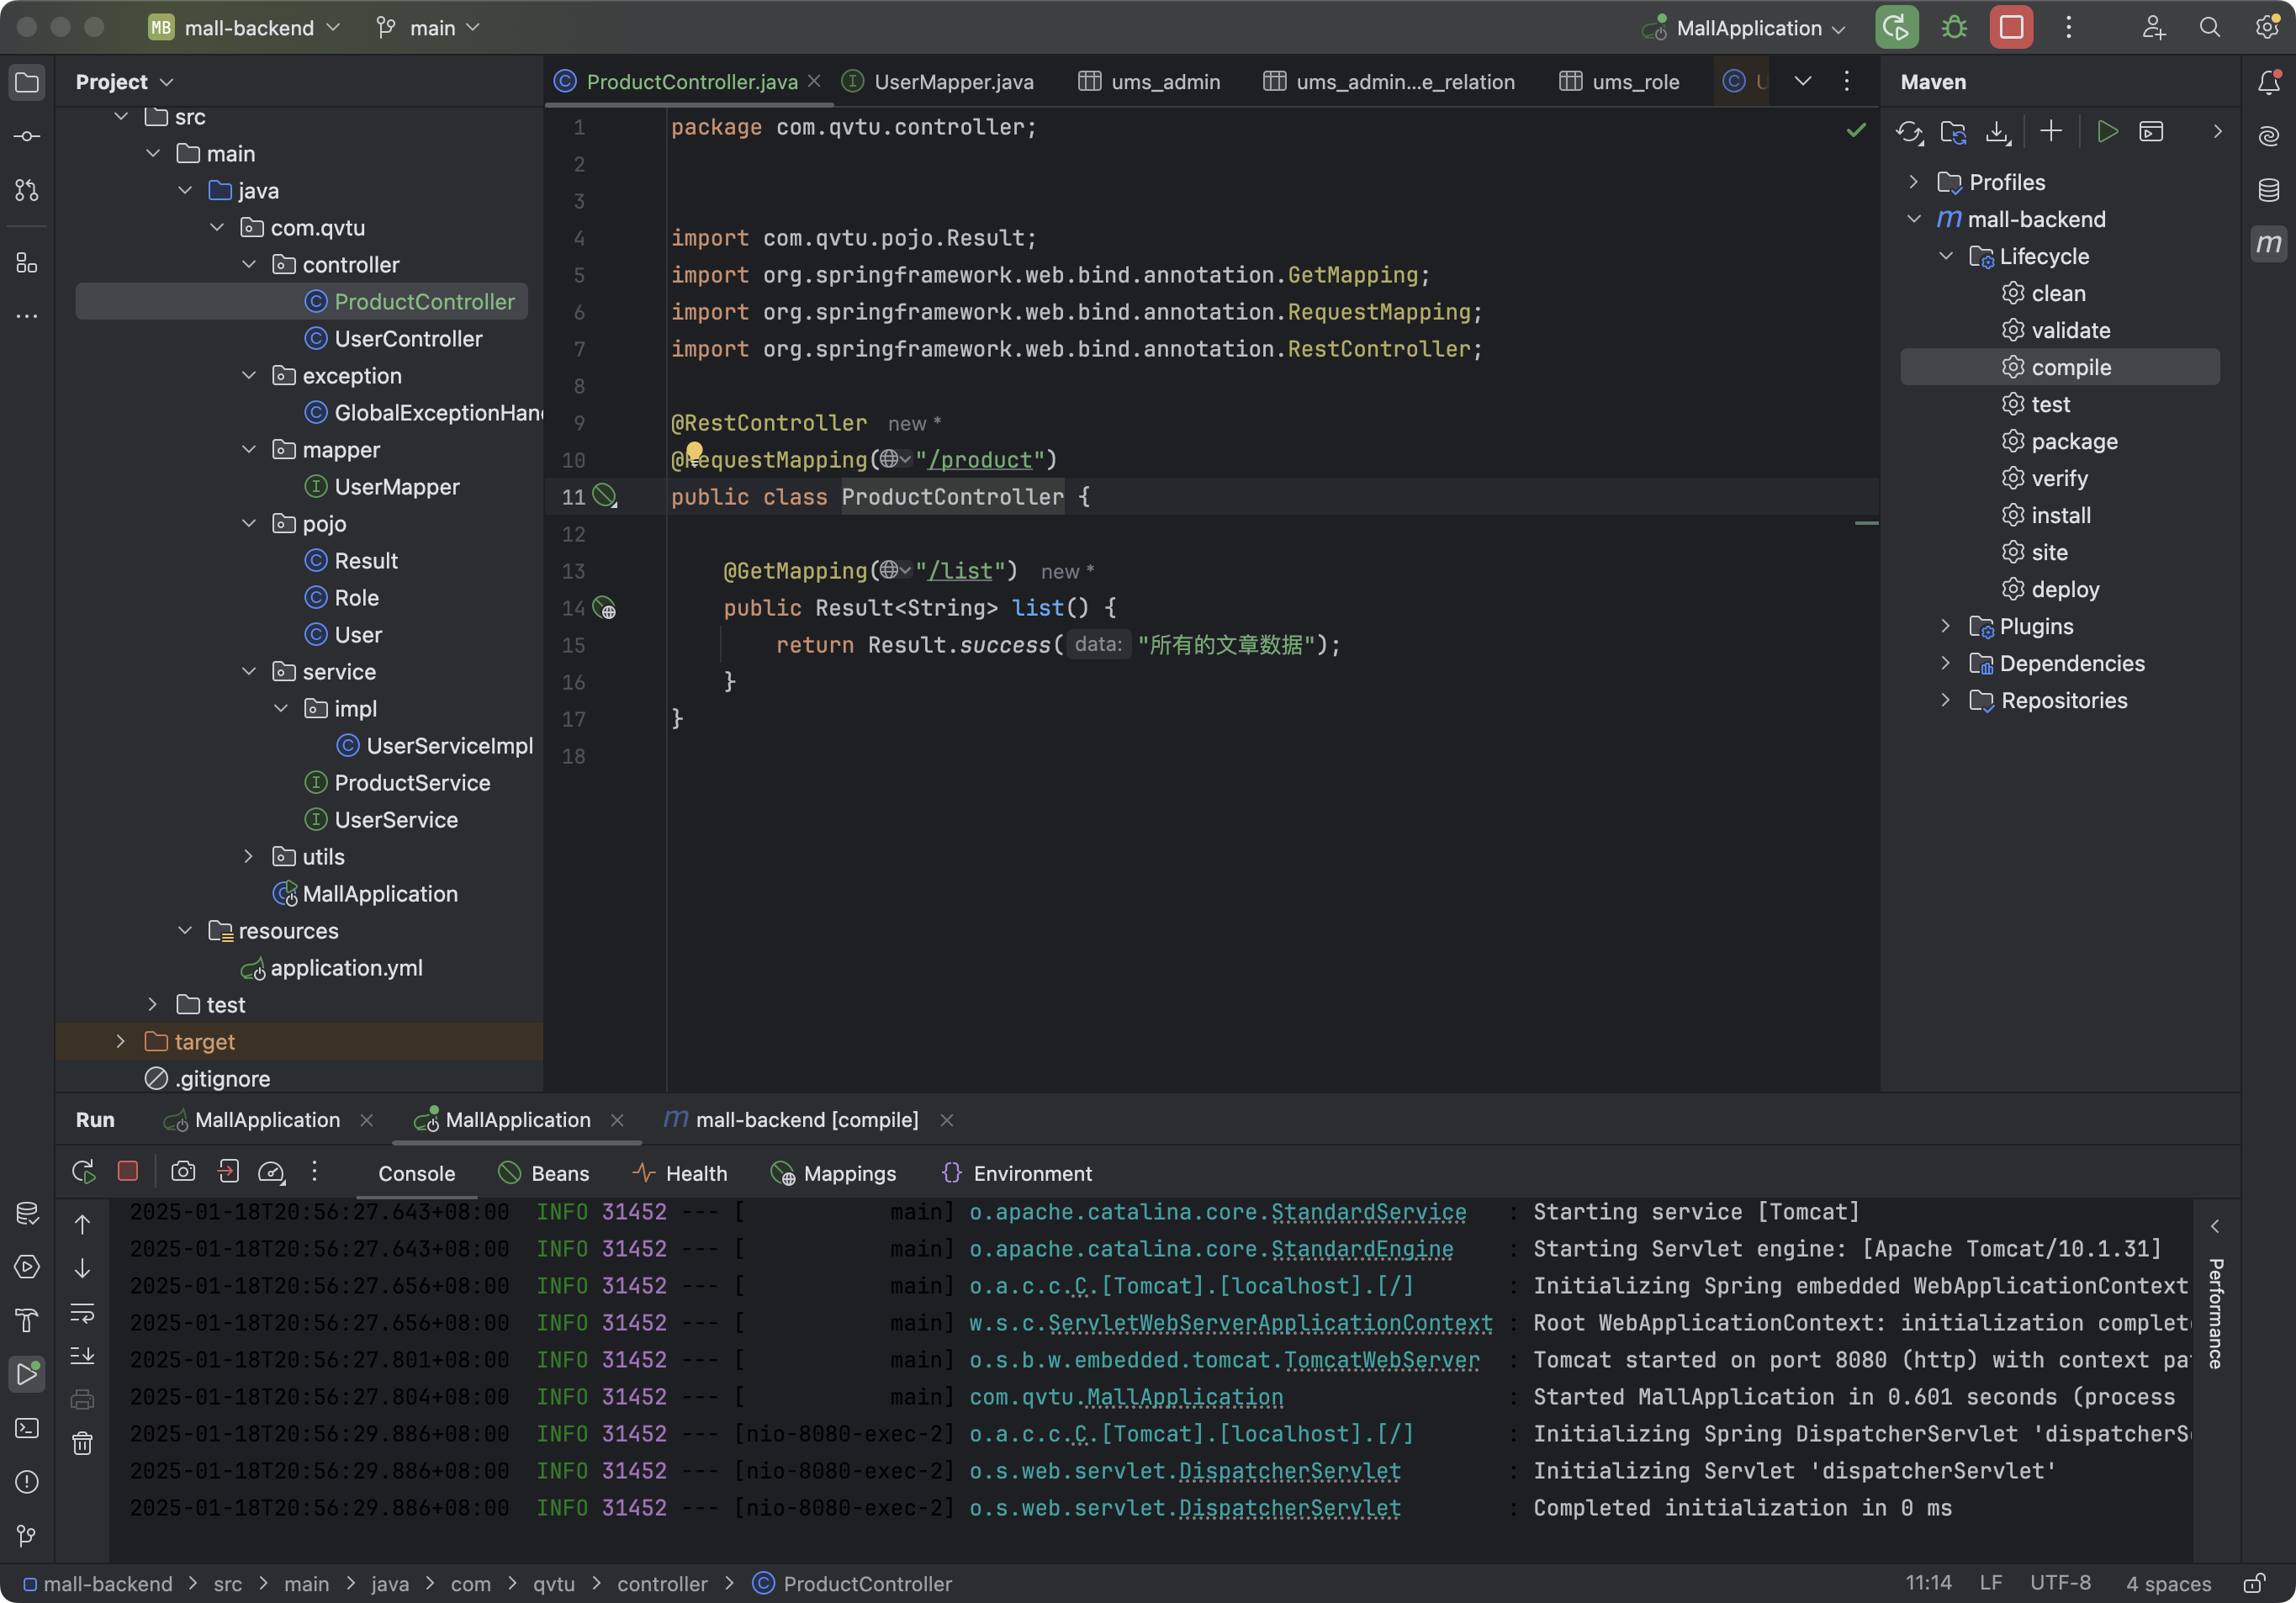 MB mall-backend main MallApplication
Project
ProductController.java UserMapper.java ums_admin ums_admin...e_relation ums_role
Maven
src
main
java
com.qvtu
controller
ProductController
UserController
exception
GlobalExceptionHan
mapper
UserMapper
pojo
Result
Role
User
service
impl
UserServiceImpl
ProductService
UserService
utils
MallApplication
resources
application.yml
test
target
.gitignore
1 package com.qvtu.controller;
2
3
4 import com.qvtu.pojo.Result;
5 import org.springframework.web.bind.annotation.GetMapping;
6 import org.springframework.web.bind.annotation.RequestMapping;
7 import org.springframework.web.bind.annotation.RestController;
8
9 @RestController new *
10 @RequestMapping("/product")
11 public class ProductController {
12
13 @GetMapping("/list") new *
14 public Result<String> list() {
15 return Result.success( data: "所有的文章数据");
16 }
17 }
18
Profiles
m mall-backend
Lifecycle
clean
validate
compile
test
package
verify
install
site
deploy
Plugins
Dependencies
Repositories
Run MallApplication MallApplication m mall-backend [compile]
Console Beans Health Mappings Environment
2025-01-18T20:56:27.643+08:00 INFO 31452 --- [ main] o.apache.catalina.core.StandardService : Starting service [Tomcat]
2025-01-18T20:56:27.643+08:00 INFO 31452 --- [ main] o.apache.catalina.core.StandardEngine : Starting Servlet engine: [Apache Tomcat/10.1.31]
2025-01-18T20:56:27.656+08:00 INFO 31452 --- [ main] o.a.c.c.C.[Tomcat].[localhost].[/] : Initializing Spring embedded WebApplicationContext
2025-01-18T20:56:27.656+08:00 INFO 31452 --- [ main] w.s.c.ServletWebServerApplicationContext : Root WebApplicationContext: initialization complet
2025-01-18T20:56:27.801+08:00 INFO 31452 --- [ main] o.s.b.w.embedded.tomcat.TomcatWebServer : Tomcat started on port 8080 (http) with context pa
2025-01-18T20:56:27.804+08:00 INFO 31452 --- [ main] com.qvtu.MallApplication : Started MallApplication in 0.601 seconds (process
2025-01-18T20:56:29.886+08:00 INFO 31452 --- [nio-8080-exec-2] o.a.c.c.C.[Tomcat].[localhost].[/] : Initializing Spring DispatcherServlet 'dispatcherS
2025-01-18T20:56:29.886+08:00 INFO 31452 --- [nio-8080-exec-2] o.s.web.servlet.DispatcherServlet : Initializing Servlet 'dispatcherServlet'
2025-01-18T20:56:29.886+08:00 INFO 31452 --- [nio-8080-exec-2] o.s.web.servlet.DispatcherServlet : Completed initialization in 0 ms
Performance
mall-backend > src > main > java > com > qvtu > controller > ProductController
11:14 LF UTF-8 4 spaces